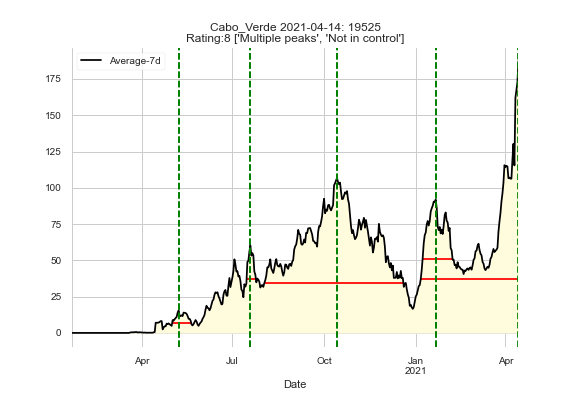 Cabo_Verde 2021-04-14: 19525
Rating:8 ['Multiple peaks', 'Not in control']
Average-7d
175
150
125
100
75
50
25
0
Apr
Jul
Oct
Jan
2021
Apr
Date